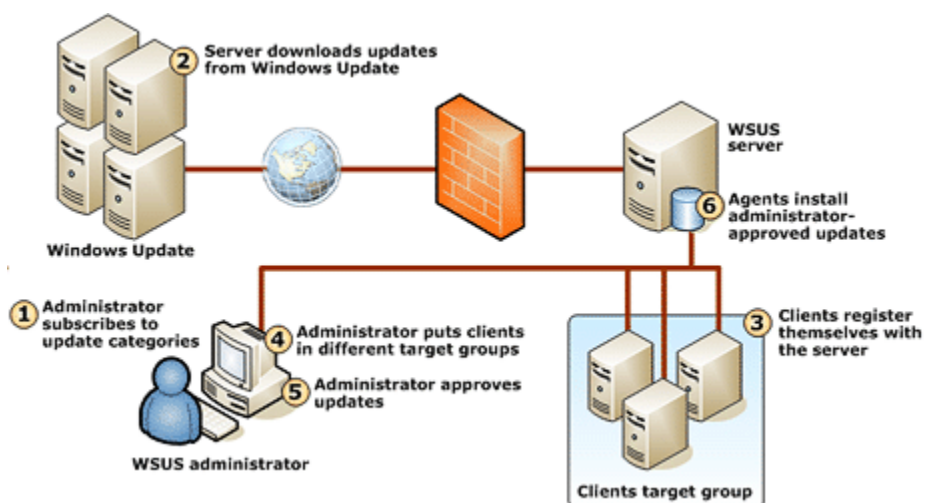 2 Server downloads updates
from Windows Update
WSUS
server
6 Agents install
administrator-
approved updates
Windows Update
1 Administrator
subscribes to
update categories
4 Administrator puts clients
in different target groups
5 Administrator approves
updates
3 Clients register
themselves with
the server
WSUS administrator
Clients target group